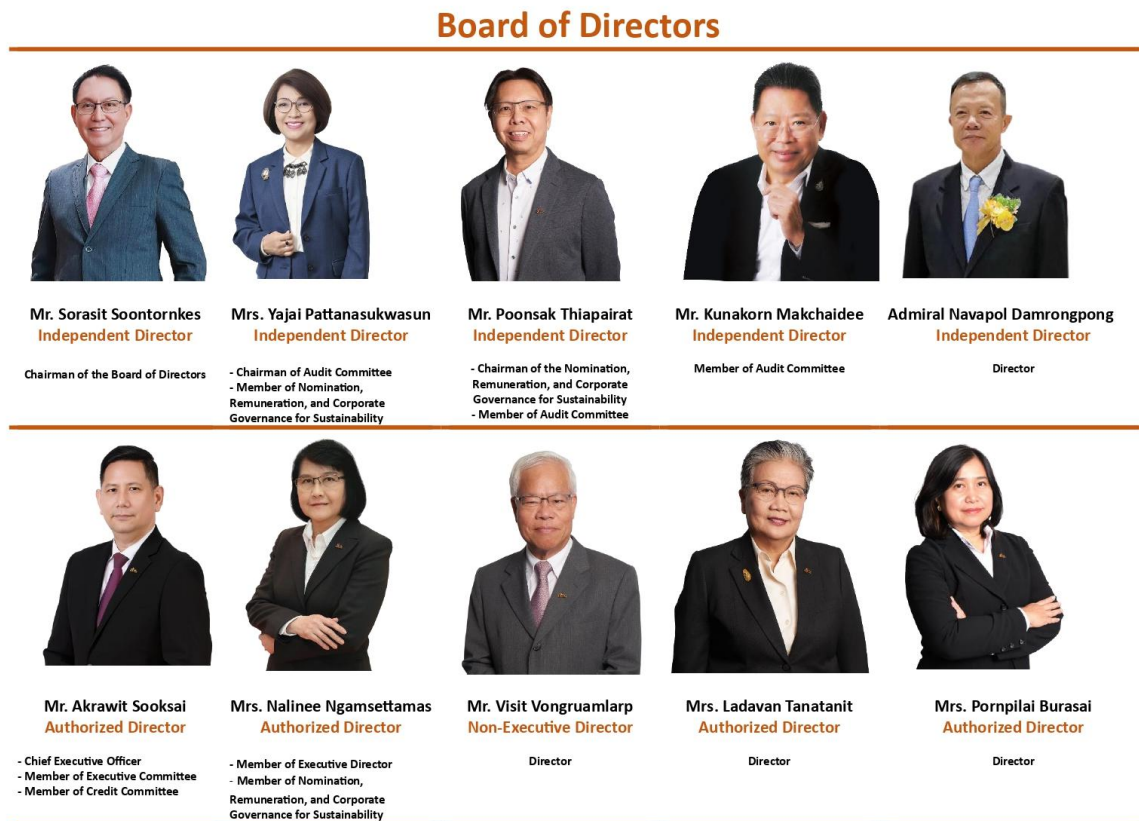 Board of Directors
Mr. Sorasit Soontornkes
Independent Director
Chairman of the Board of Directors
Mrs. Yajai Pattanasukwasun
Independent Director
- Chairman of Audit Committee
- Member of Nomination,
Remuneration, and Corporate
Governance for Sustainability
Mr. Poonsak Thiapairat
Independent Director
- Chairman of the Nomination,
Remuneration, and Corporate
Governance for Sustainability
- Member of Audit Committee
Mr. Kunakorn Makchaidee
Independent Director
Member of Audit Committee
Admiral Navapol Damrongpong
Independent Director
Director
Mr. Akrawit Sooksai
Authorized Director
- Chief Executive Officer
- Member of Executive Committee
- Member of Credit Committee
Mrs. Nalinee Ngamsettamas
Authorized Director
- Member of Executive Director
- Member of Nomination,
Remuneration, and Corporate
Governance for Sustainability
Mr. Visit Vongruamlarp
Non-Executive Director
Director
Mrs. Ladavan Tanatanit
Authorized Director
Director
Mrs. Pornpilai Burasai
Authorized Director
Director